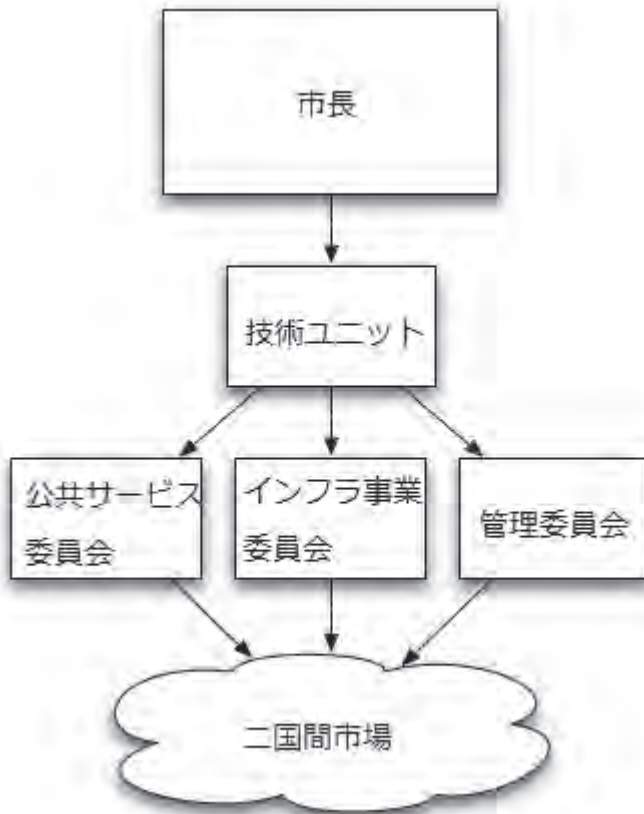 市長
技術ユニット
公共サービス
委員会
インフラ事業
委員会
管理委員会
二国間市場